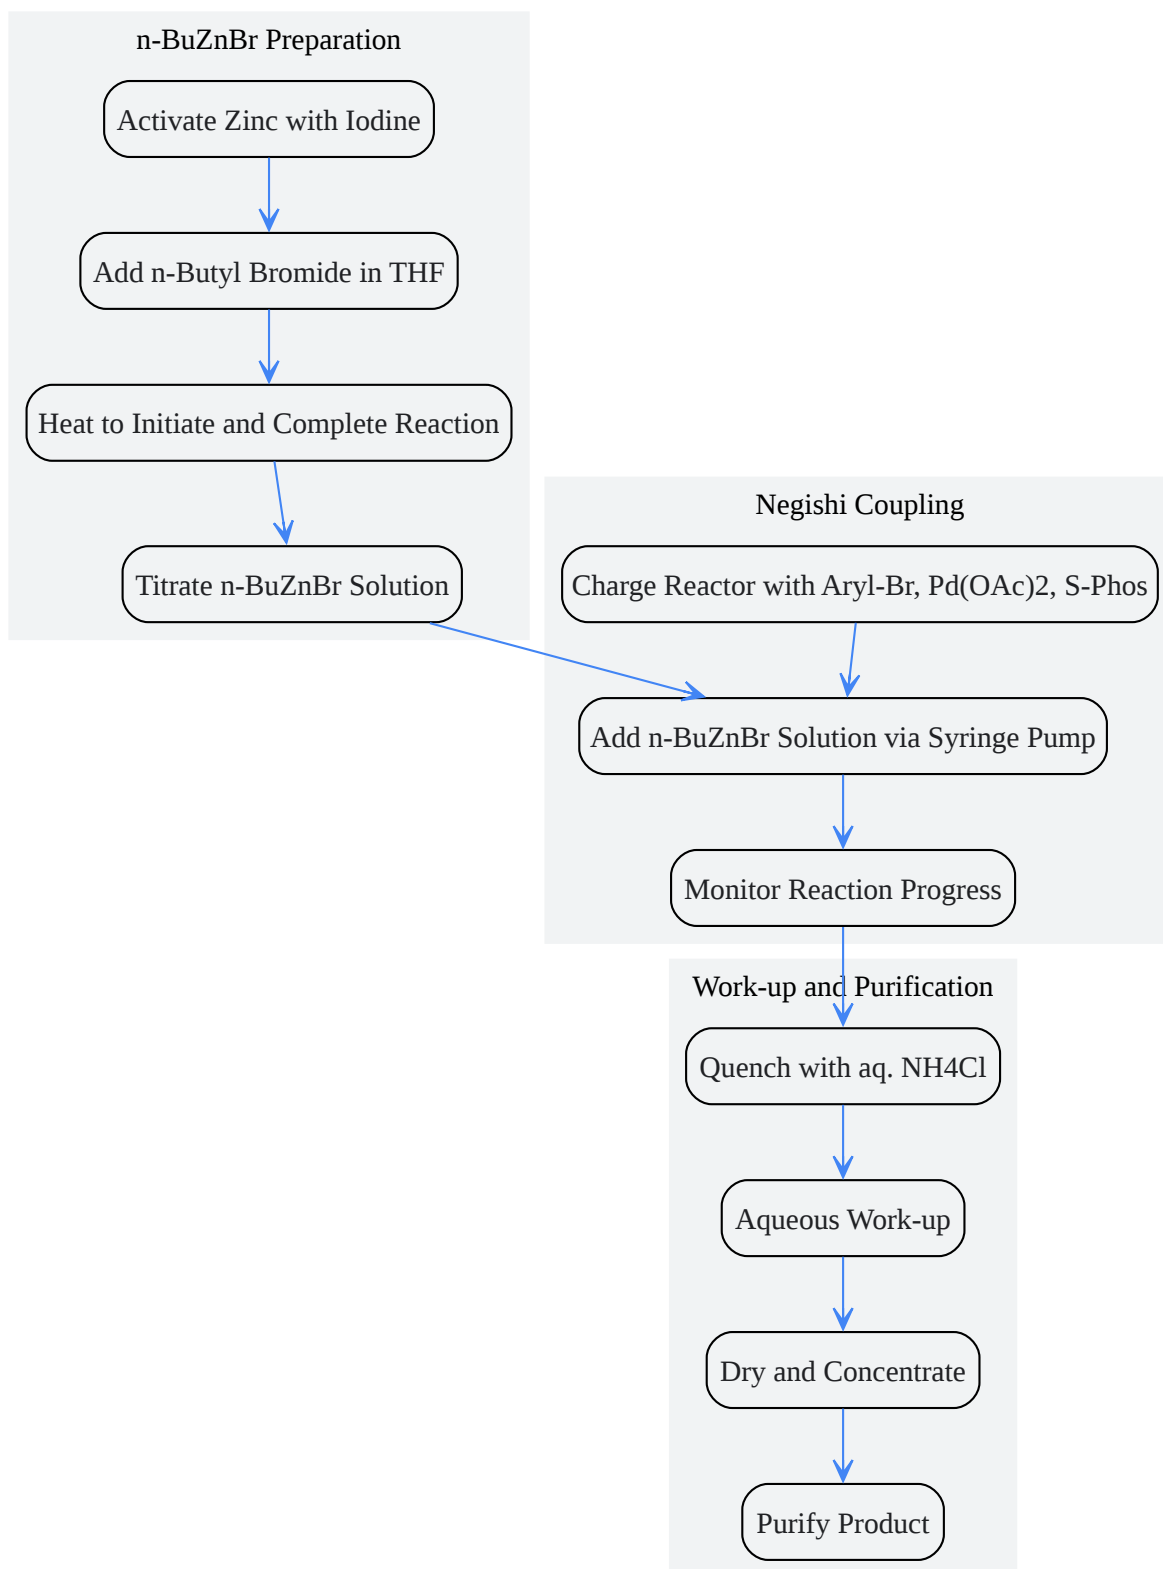 n-BuZnBr Preparation
Activate Zinc with Iodine
Add n-Butyl Bromide in THF
Heat to Initiate and Complete Reaction
Titrate n-BuZnBr Solution
Negishi Coupling
Charge Reactor with Aryl-Br, Pd(OAc)2, S-Phos
Add n-BuZnBr Solution via Syringe Pump
Monitor Reaction Progress
Work-up and Purification
Quench with aq. NH4Cl
Aqueous Work-up
Dry and Concentrate
Purify Product